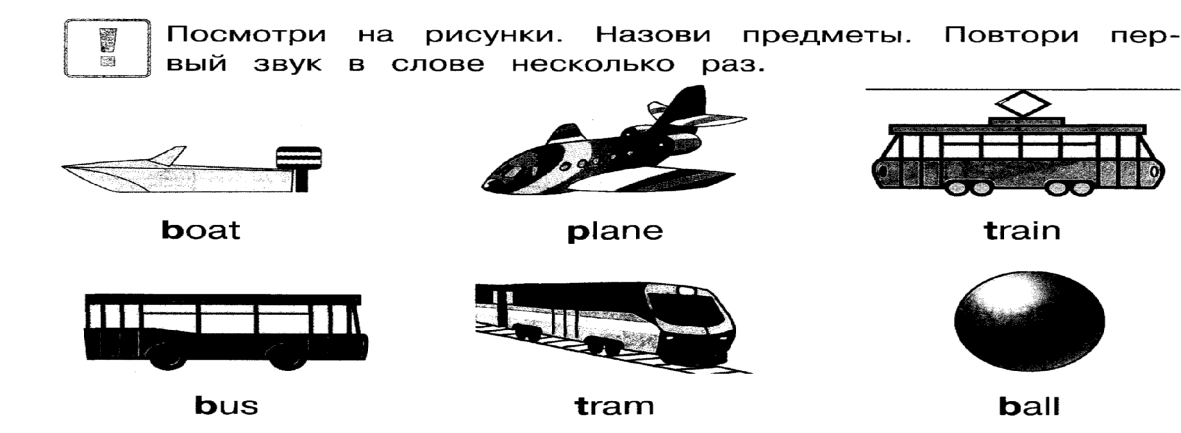 Посмотри на рисунки. Назови предметы. Повтори пер-
вый звук в слове несколько раз.
boat plane train
bus tram ball